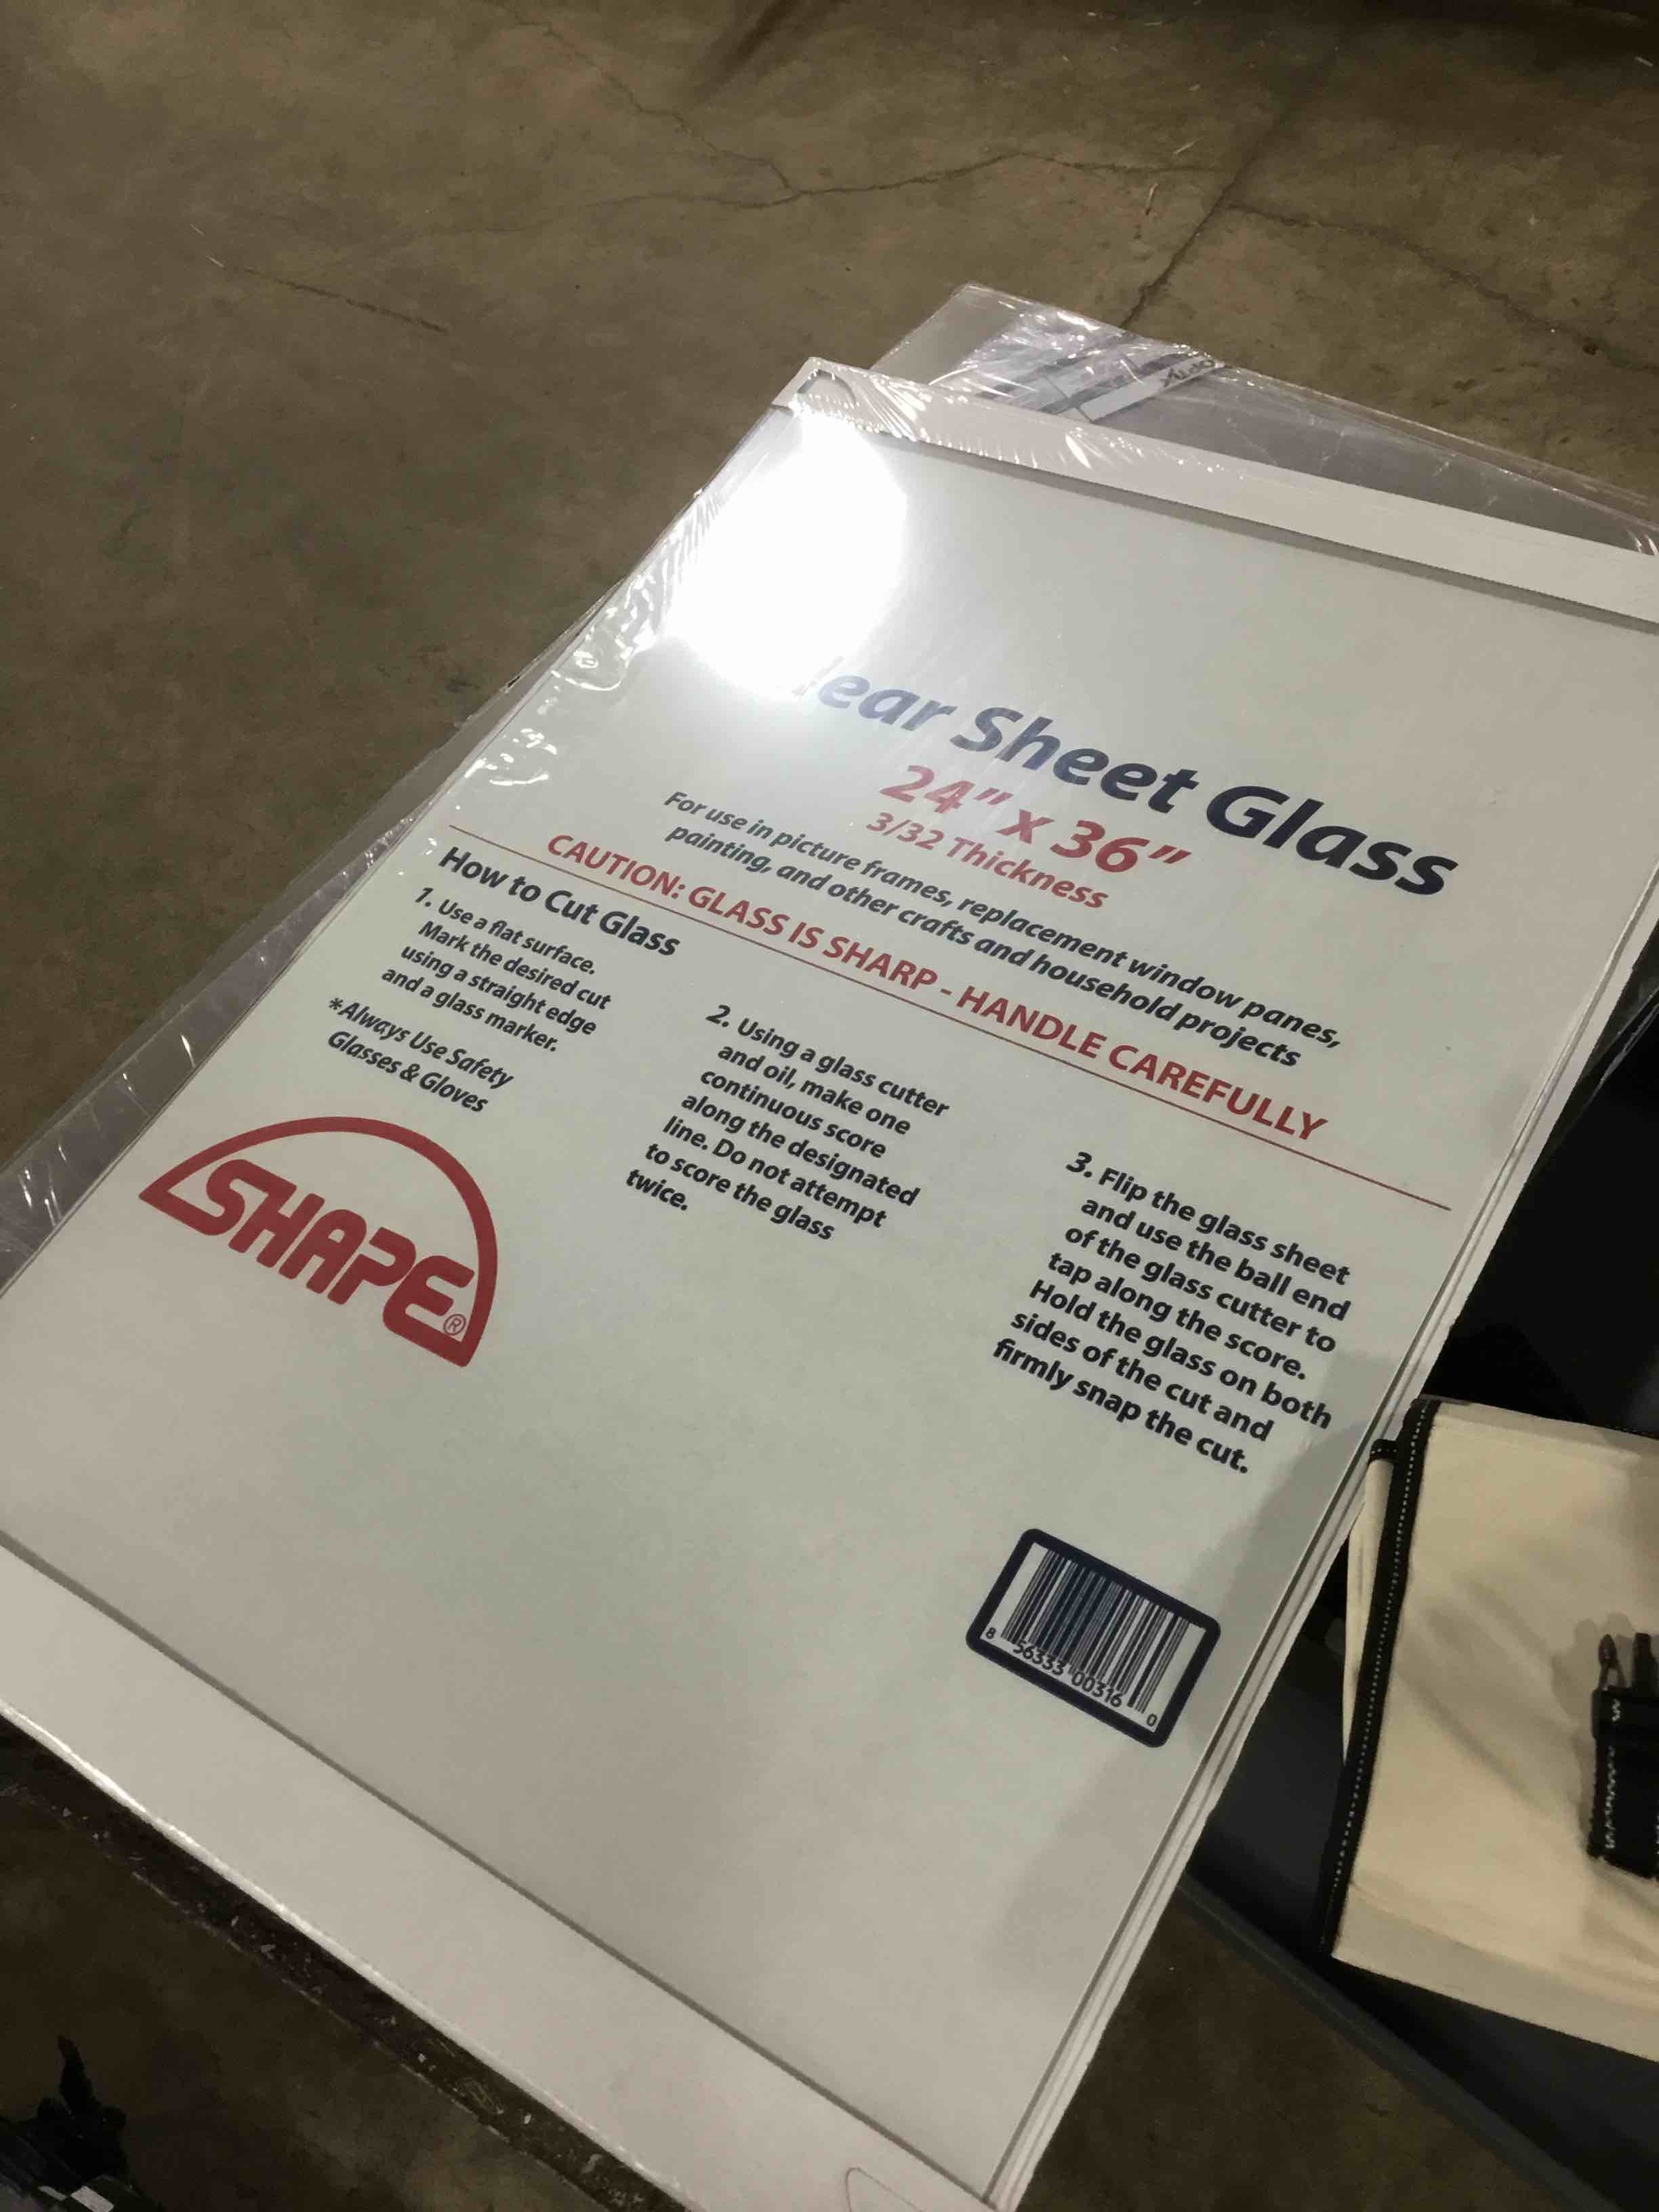 ear Sheet Glass
24" x 36"
3/32 Thickness
For use in picture frames, replacement window panes,
painting, and other crafts and household projects
CAUTION: GLASS IS SHARP - HANDLE CAREFULLY
How to Cut Glass
1. Use a flat surface.
Mark the desired cut
using a straight edge
and a glass marker.
*Always Use Safety
Glasses & Gloves
2. Using a glass cutter
and oil, make one
continuous score
along the designated
line. Do not attempt
to score the glass
twice.
3. Flip the glass sheet
and use the ball end
of the glass cutter to
tap along the score.
Hold the glass on both
sides of the cut and
firmly snap the cut.
SHAPE®
8 56333 00316 0